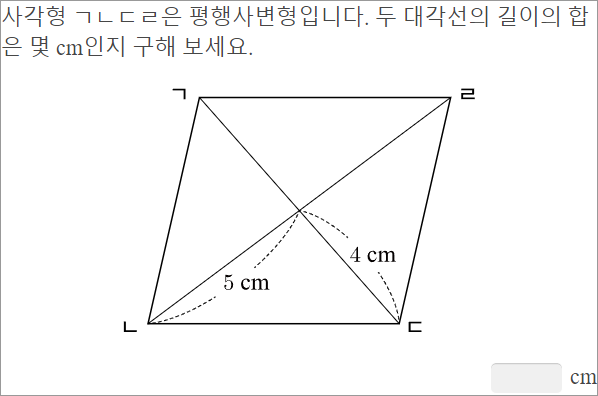 사각형 ㄱㄴㄷㄹ은 평행사변형입니다. 두 대각선의 길이의 합
은 몇 cm인지 구해 보세요.
ㄱ
ㄹ
4 cm
5 cm
ㄴ
ㄷ
cm